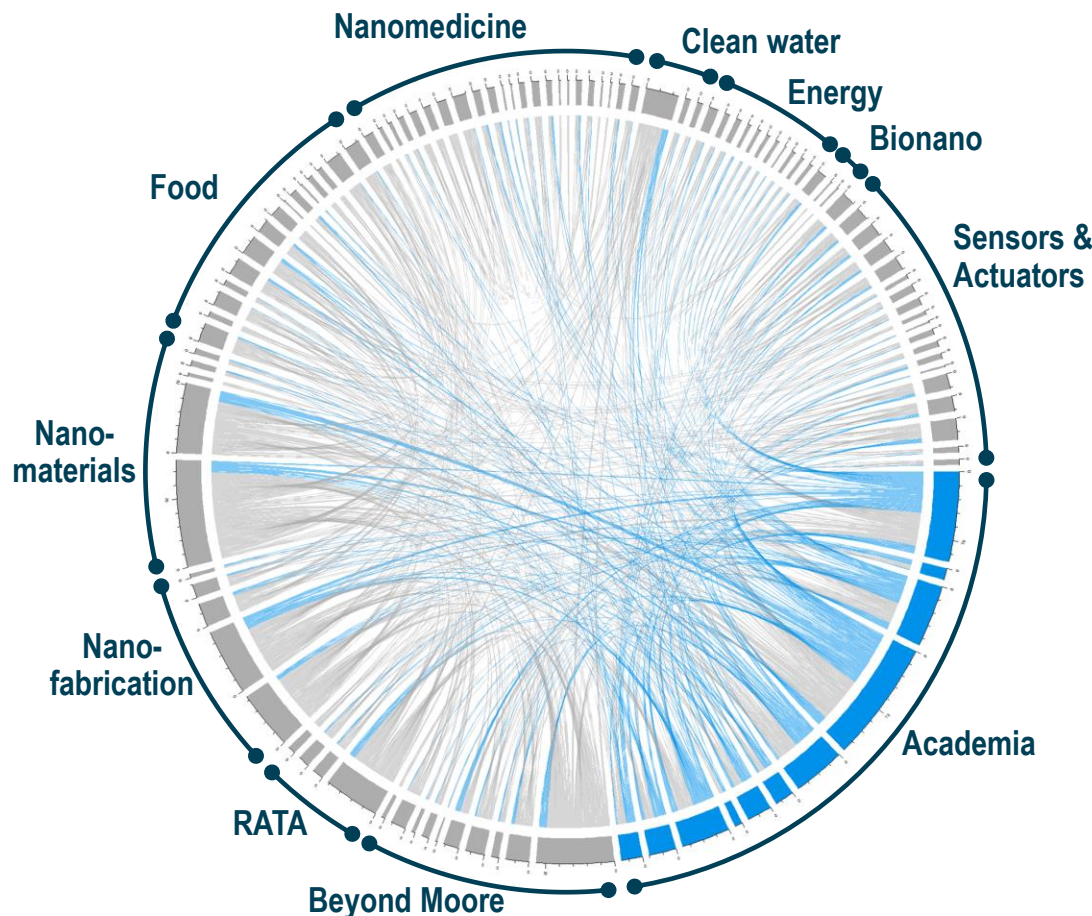 Nanomedicine
Clean water
Energy
Bionano
Sensors &
Actuators
Academia
Beyond Moore
RATA
Nano-
fabrication
Nano-
materials
Food